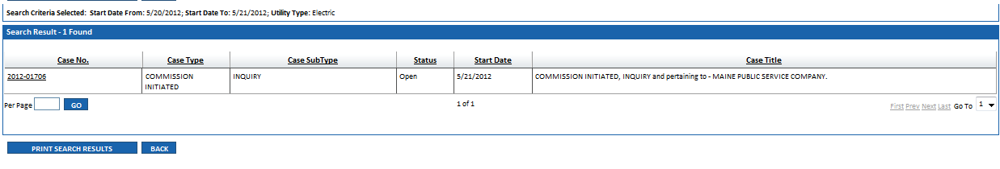 Search Criteria Selected: Start Date From: 5/20/2012; Start Date To: 5/21/2012; Utility Type: Electric
Search Result - 1 Found
Case No. Case Type Case SubType Status Start Date Case Title
2012-01706 COMMISSION INITIATED INQUIRY Open 5/21/2012 COMMISSION INITIATED, INQUIRY and pertaining to - MAINE PUBLIC SERVICE COMPANY.
Per Page GO 1 of 1 First Prev Next Last Go To 1
PRINT SEARCH RESULTS BACK